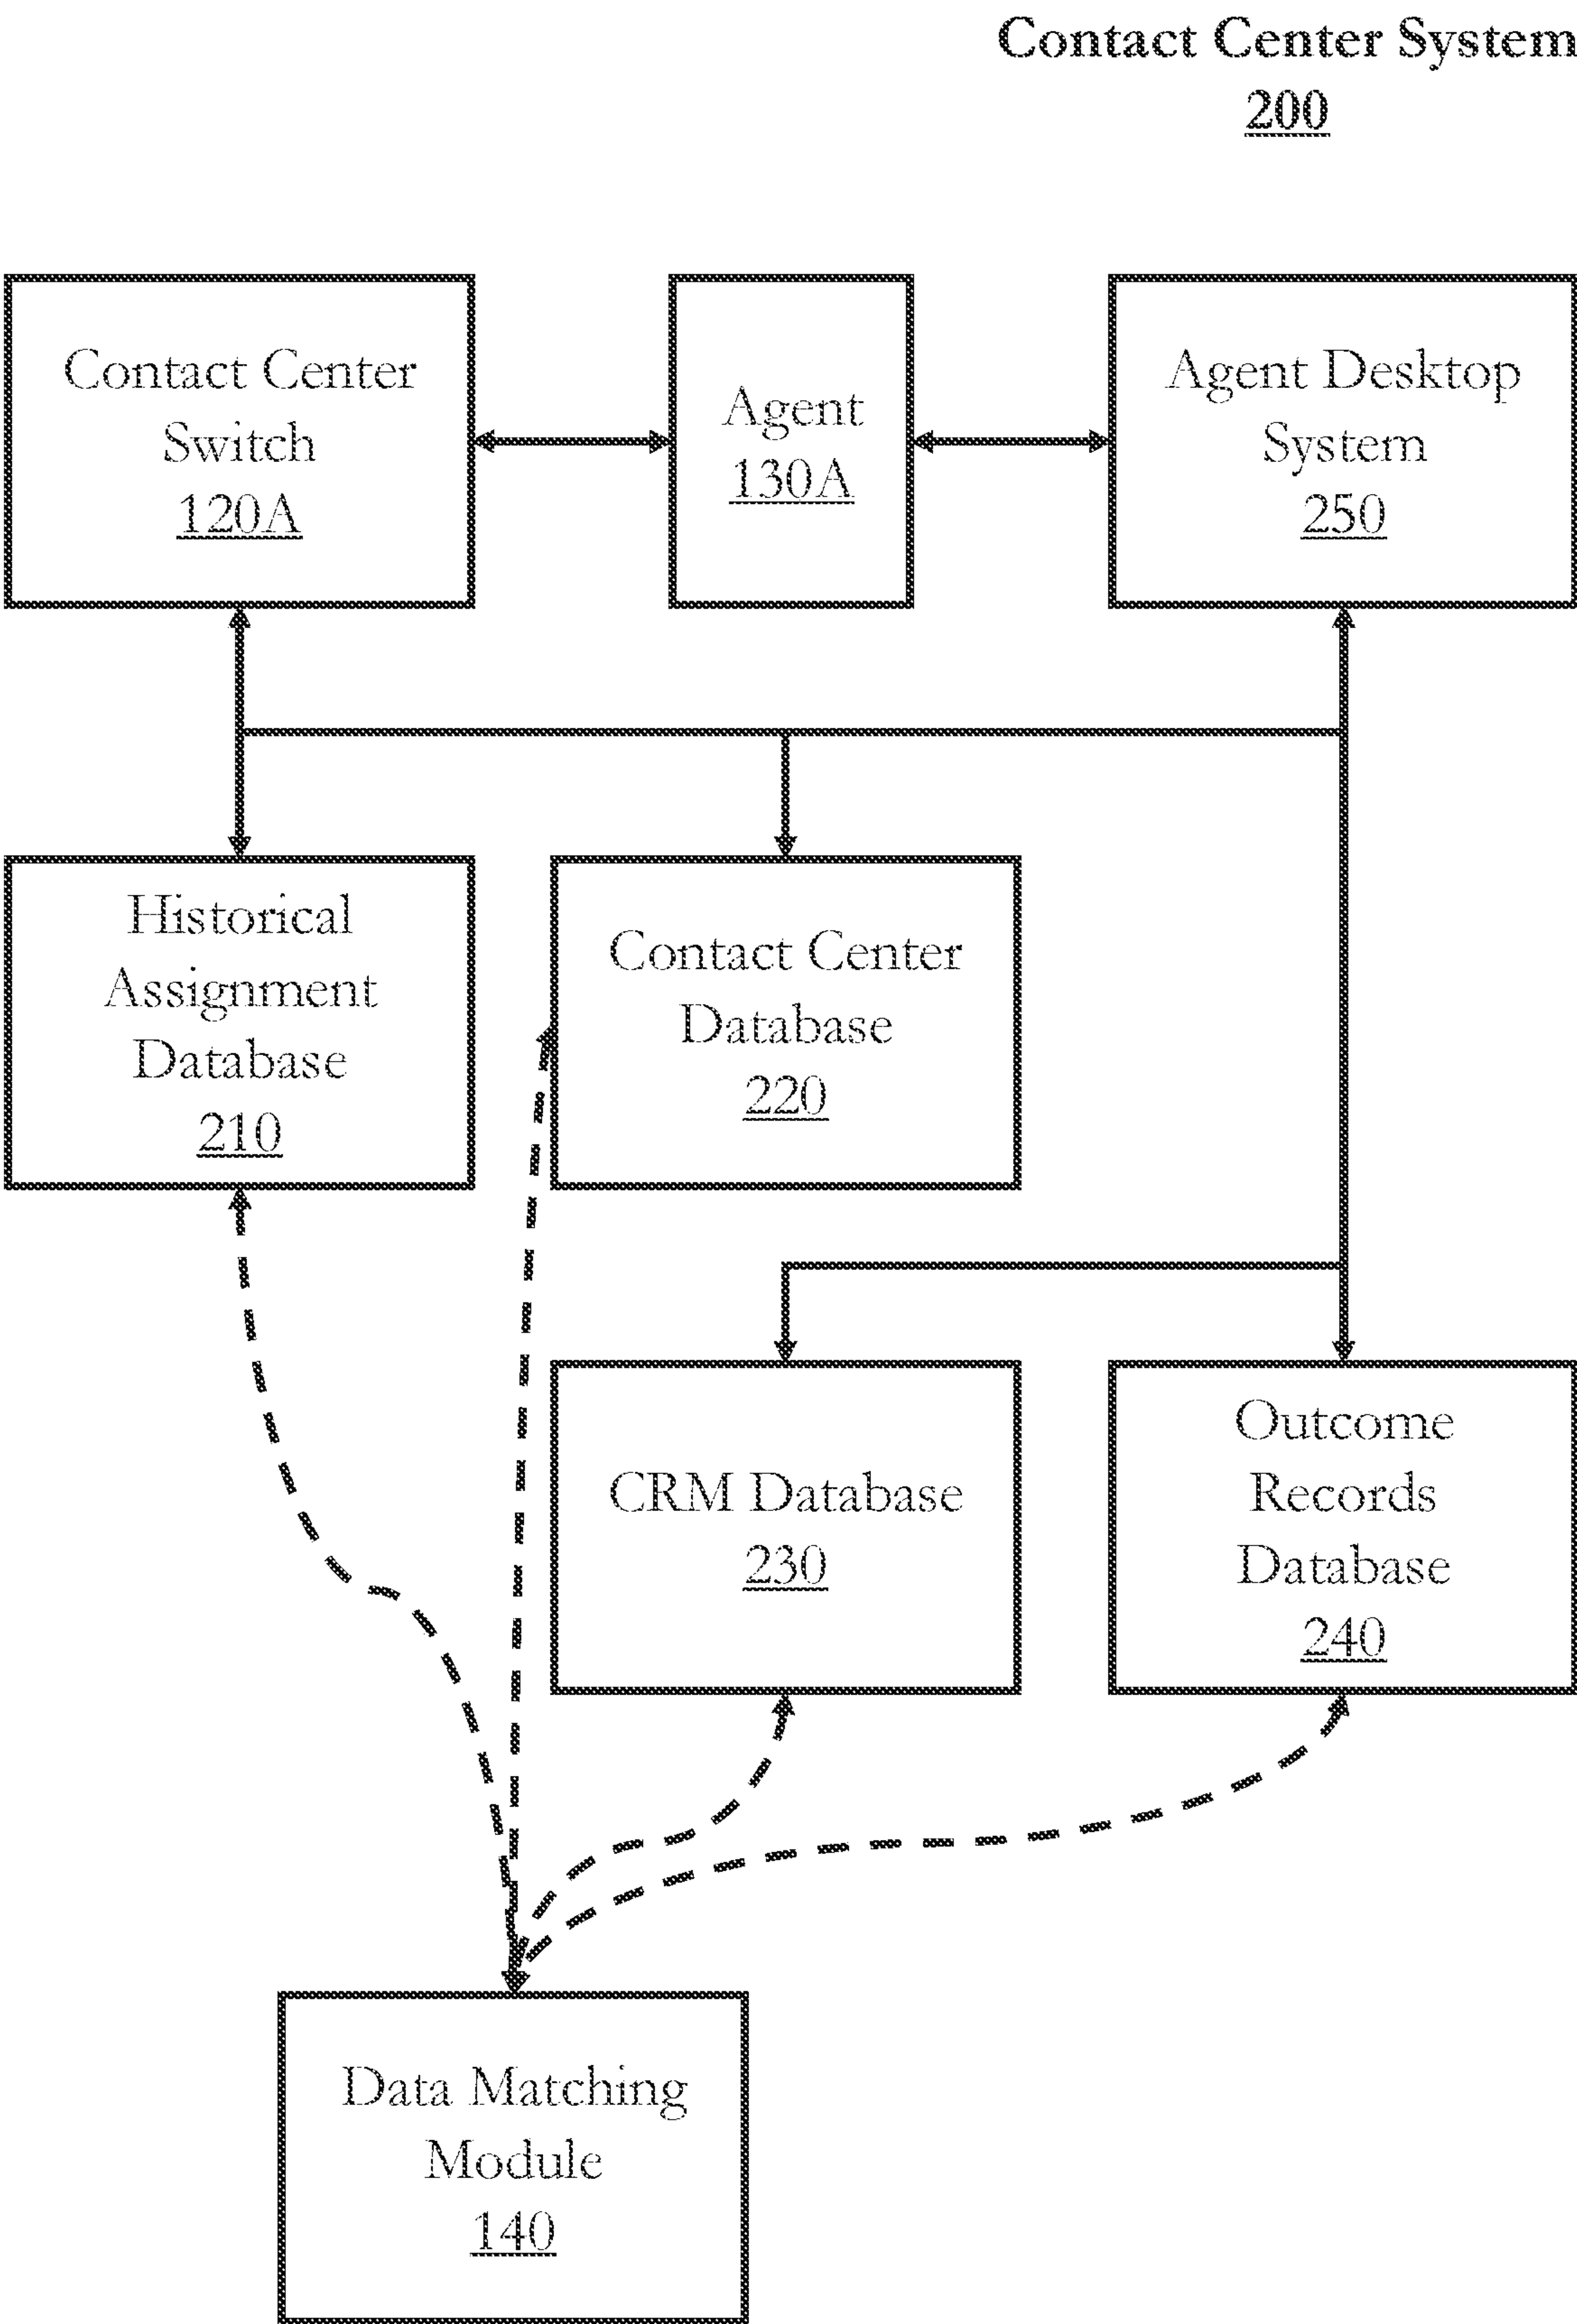 Contact Center System
200
Contact Center
Switch
120A
Agent
130A
Agent Desktop
System
250
Historical
Assignment
Database
210
Contact Center
Database
220
CRM Database
230
Outcome
Records
Database
240
Data Matching
Module
140